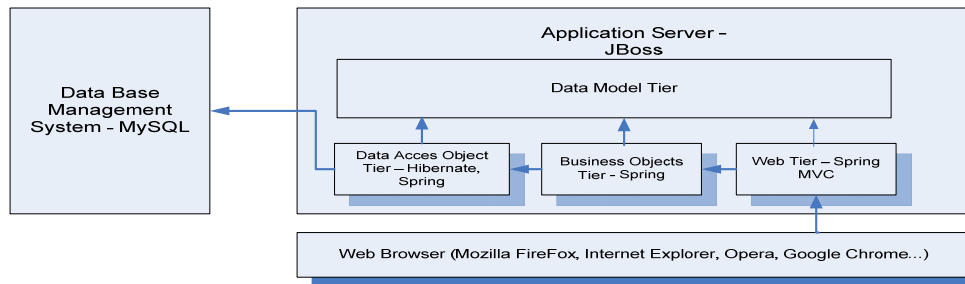 Data Base
Management
System - MySQL
Application Server –
JBoss
Data Model Tier
Data Acces Object
Tier – Hibernate,
Spring
Business Objects
Tier - Spring
Web Tier – Spring
MVC
Web Browser (Mozilla FireFox, Internet Explorer, Opera, Google Chrome...)